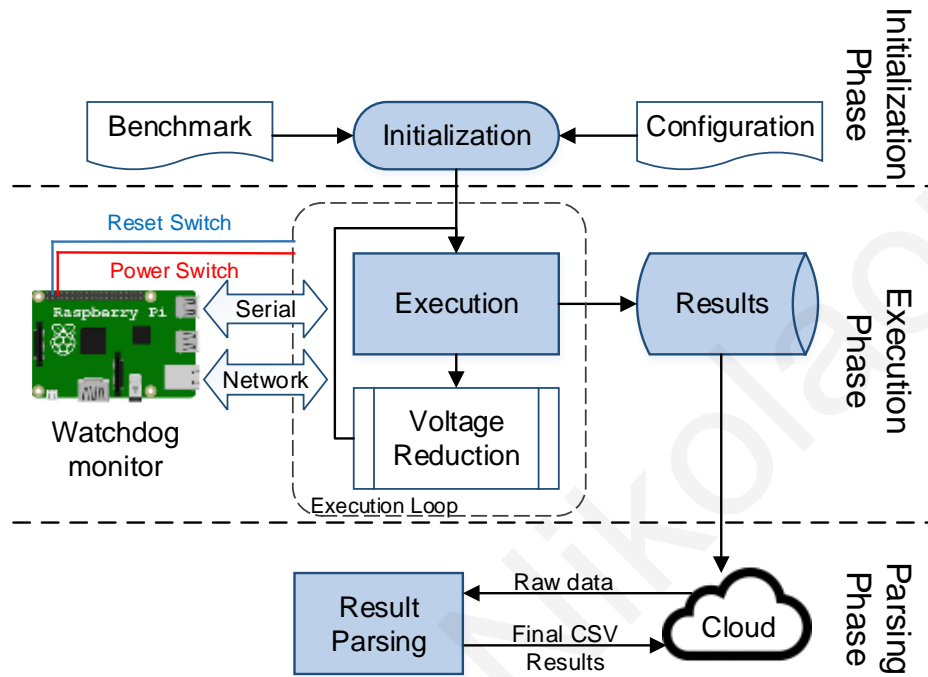 Initialization
Phase
Benchmark
Initialization
Configuration
Reset Switch
Power Switch
Raspberry Pi
Serial
Network
Watchdog
monitor
Execution
Voltage
Reduction
Execution Loop
Results
Execution
Phase
Raw data
Result
Parsing
Final CSV
Results
Cloud
Parsing
Phase